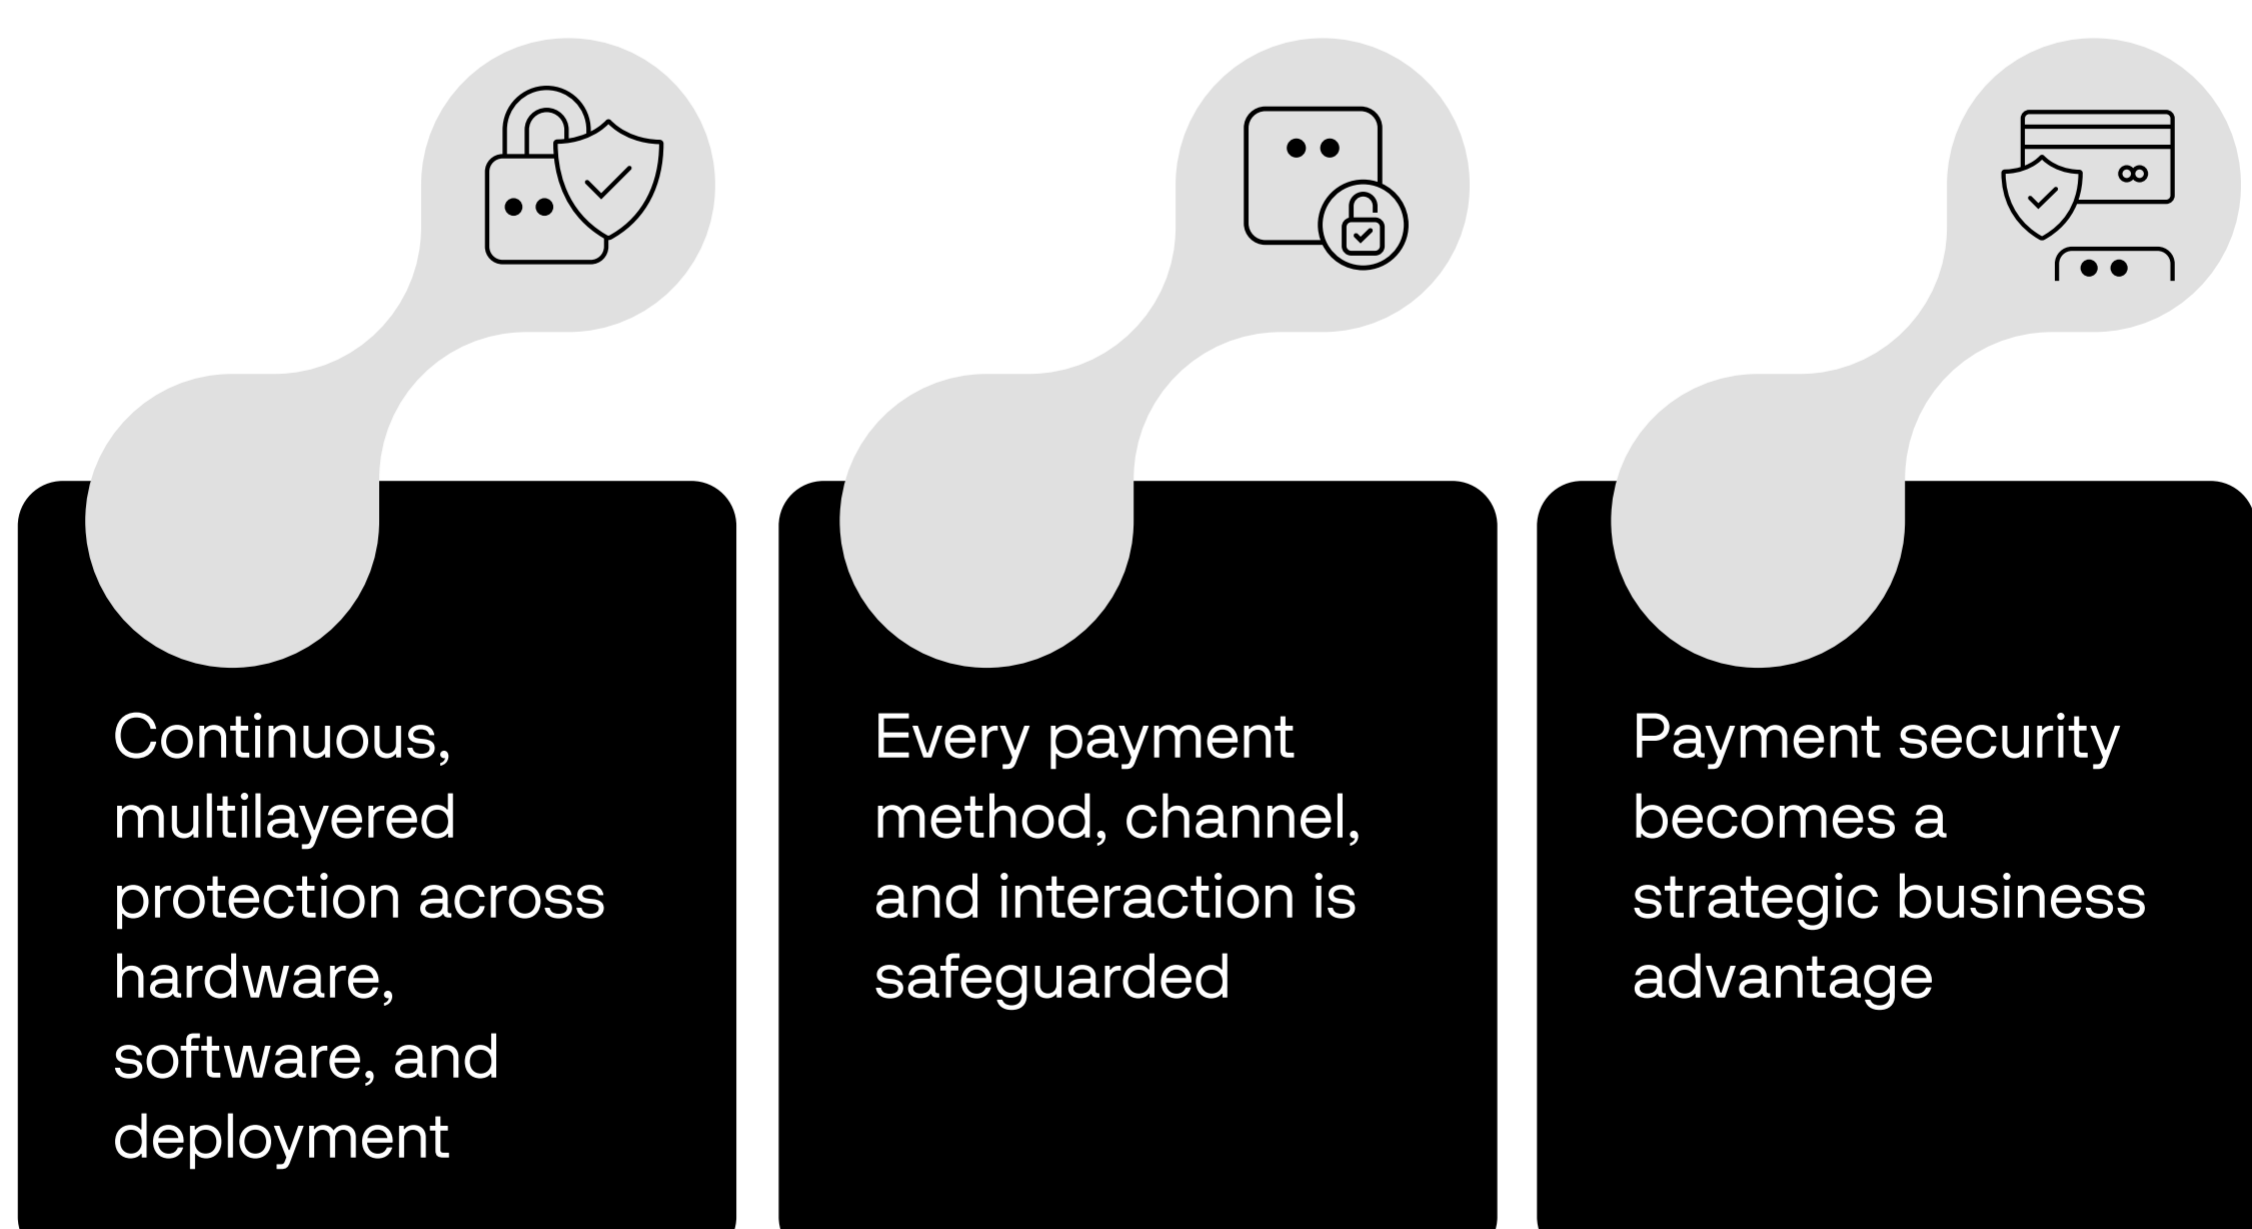 Continuous,
multilayered
protection across
hardware,
software, and
deployment
Every payment
method, channel,
and interaction is
safeguarded
Payment security
becomes a
strategic business
advantage